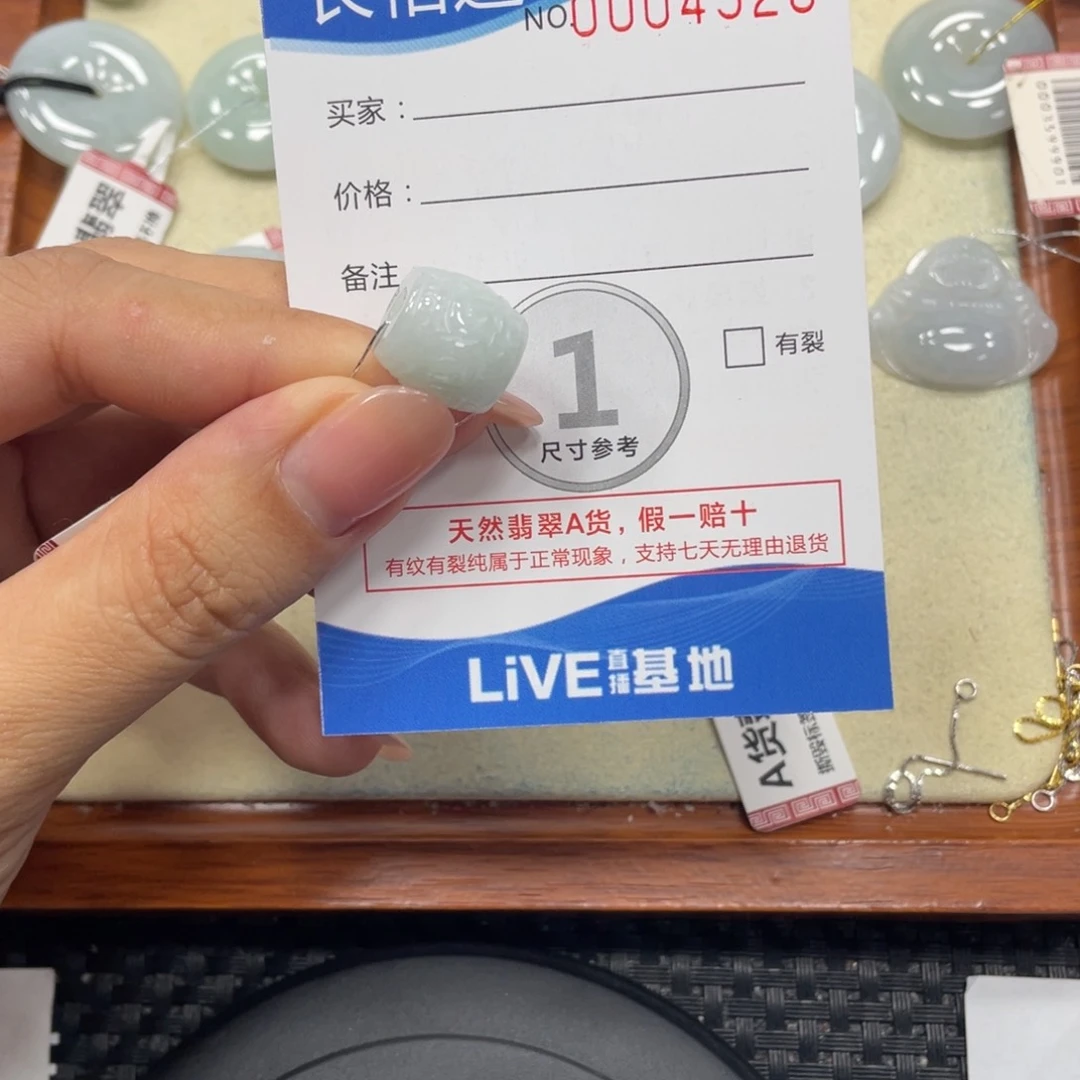 NO
买家：
价格：
备注
1
尺寸参考
有裂
天然翡翠A货，假一赔十
有纹有裂纯属于正常现象，支持七天无理由退货
LiVE直播基地
A货